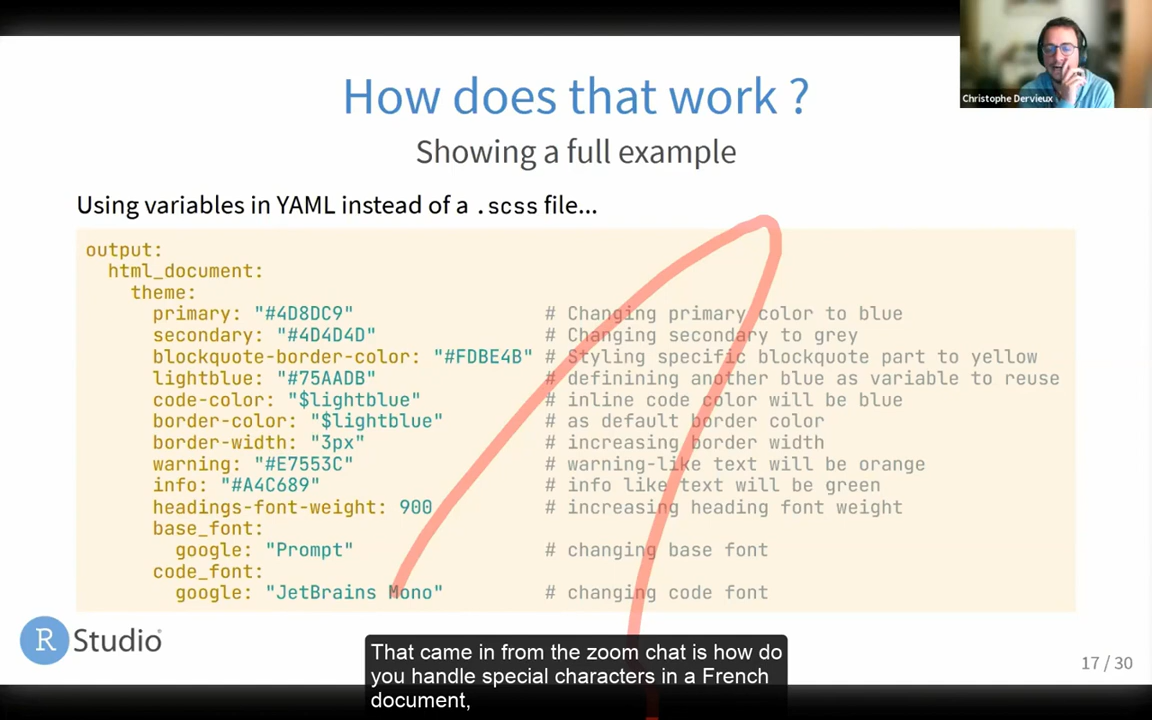 Christophe Dervieux
How does that work ?
Showing a full example
Using variables in YAML instead of a .scss file...
output:
html_document:
theme:
primary: "#4D8DC9" # Changing primary color to blue
secondary: "#4D4D4D" # Changing secondary to grey
blockquote-border-color: "#FDBE4B" # Styling specific blockquote part to yellow
lightblue: "#75AADB" # definining another blue as variable to reuse
code-color: "$lightblue" # inline code color will be blue
border-color: "$lightblue" # as default border color
border-width: "3px" # increasing border width
warning: "#E7553C" # warning-like text will be orange
info: "#A4C689" # info like text will be green
headings-font-weight: 900 # increasing heading font weight
base_font:
google: "Prompt" # changing base font
code_font:
google: "JetBrains Mono" # changing code font
R Studio
17 / 30
That came in from the zoom chat is how do
you handle special characters in a French
document,